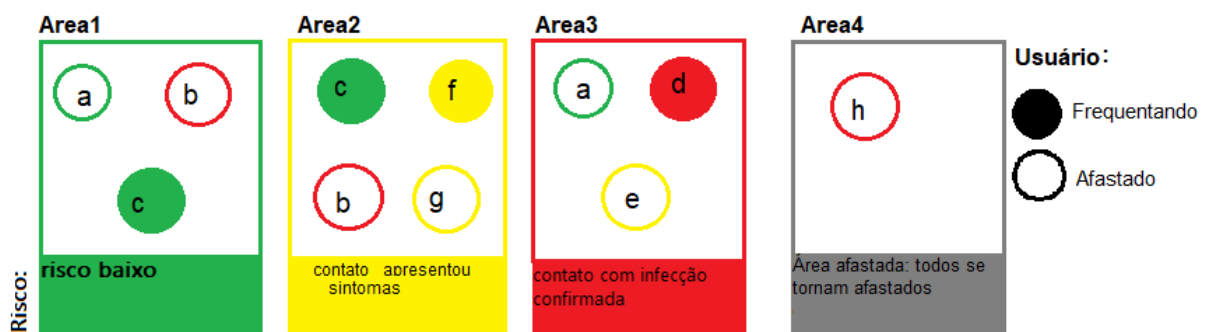 Area1
Area2
Area3
Area4
Usuário:
a
b
c
f
a
d
h
Frequentando
c
b
g
e
Afastado
c
Risco:
risco baixo
contato apresentou
sintomas
contato com infecção
confirmada
Área afastada: todos se
tornam afastados